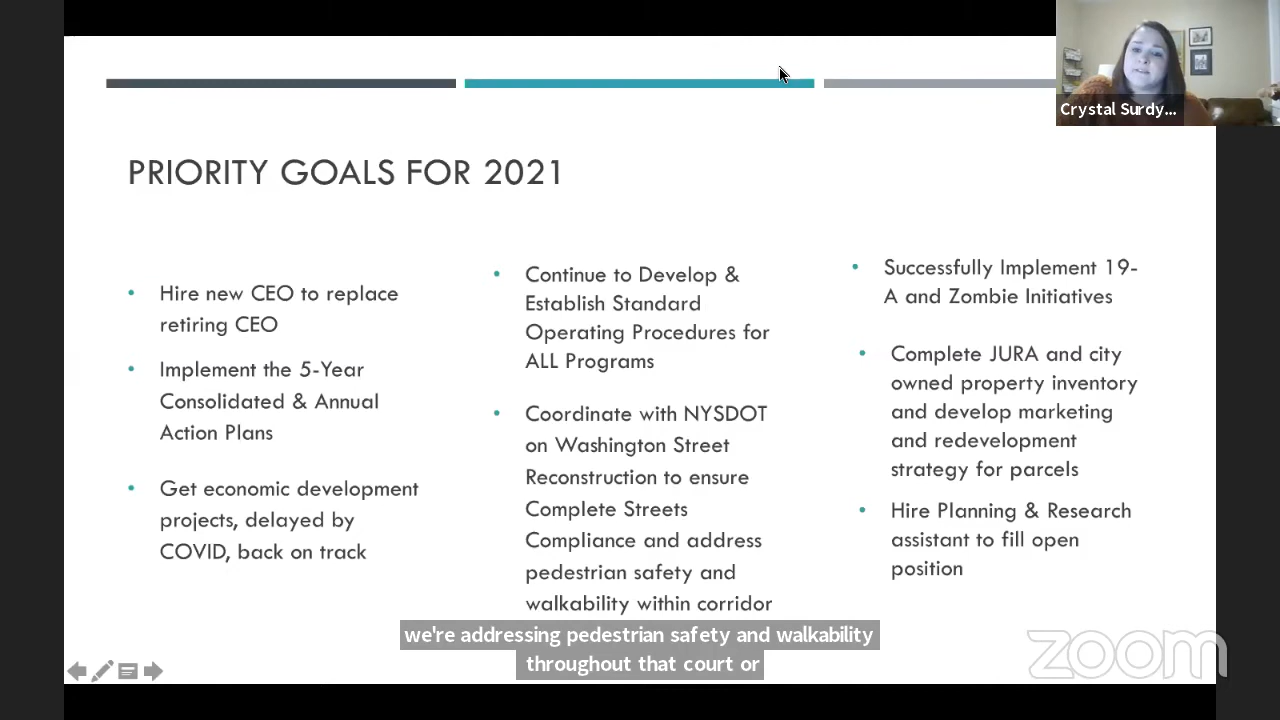 Crystal Surdy...
PRIORITY GOALS FOR 2021
• Hire new CEO to replace
retiring CEO
• Implement the 5-Year
Consolidated & Annual
Action Plans
• Get economic development
projects, delayed by
COVID, back on track
• Continue to Develop &
Establish Standard
Operating Procedures for
ALL Programs
• Coordinate with NYSDOT
on Washington Street
Reconstruction to ensure
Complete Streets
Compliance and address
pedestrian safety and
walkability within corridor
• Successfully Implement 19-
A and Zombie Initiatives
• Complete JURA and city
owned property inventory
and develop marketing
and redevelopment
strategy for parcels
• Hire Planning & Research
assistant to fill open
position
we're addressing pedestrian safety and walkability
throughout that court or
zoom